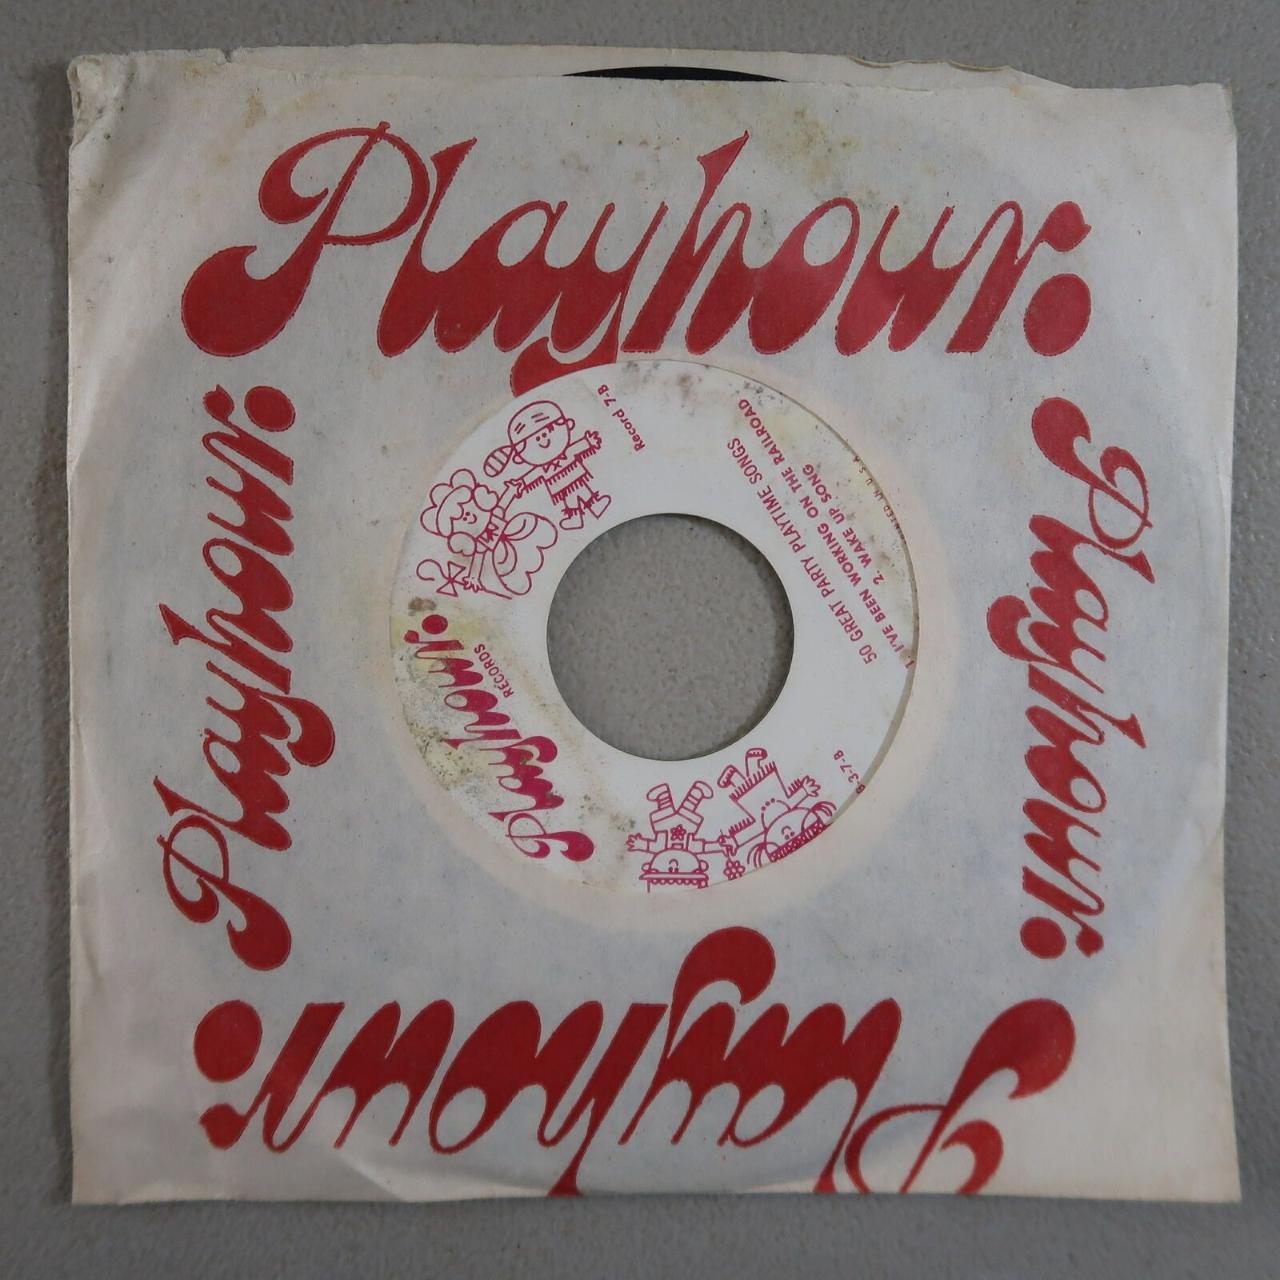 Playhour
Playhour
Playhour
Playhour
Playhour
RECORDS
Record 7-B
50 GREAT PARTY PLAYTIME SONGS
1. I'VE BEEN WORKING ON THE RAILROAD
2. WAKE UP SONG
3-7-B
U.S.A.